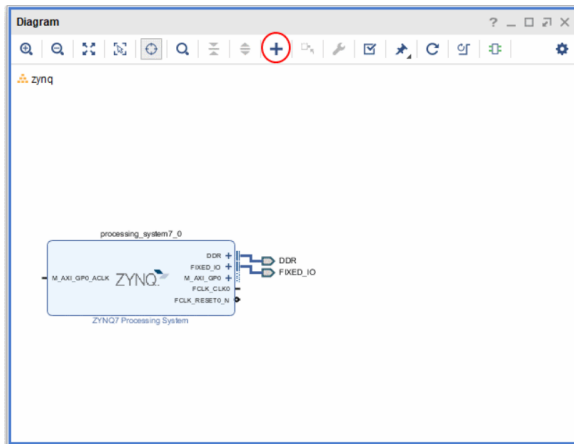 Diagram
zynq
processing_system7_0
DDR
FIXED_IO
M_AXI_GP0_ACLK
ZYNQ
M_AXI_GP0
FCLK_CLK0
FCLK_RESET0_N
DDR
FIXED_IO
ZYNQ7 Processing System